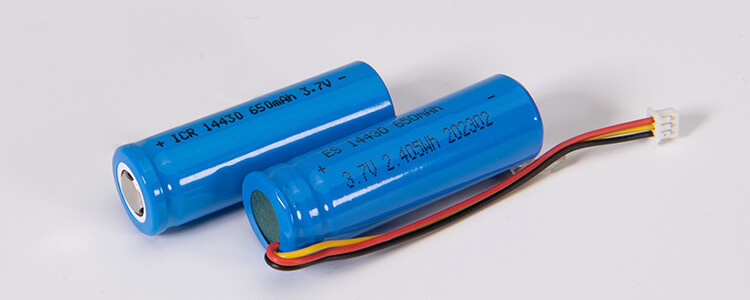 + ICR 14430 650mAh 3.7V -
+ ES 14430 650mAh -
3.7V 2.405Wh 202302